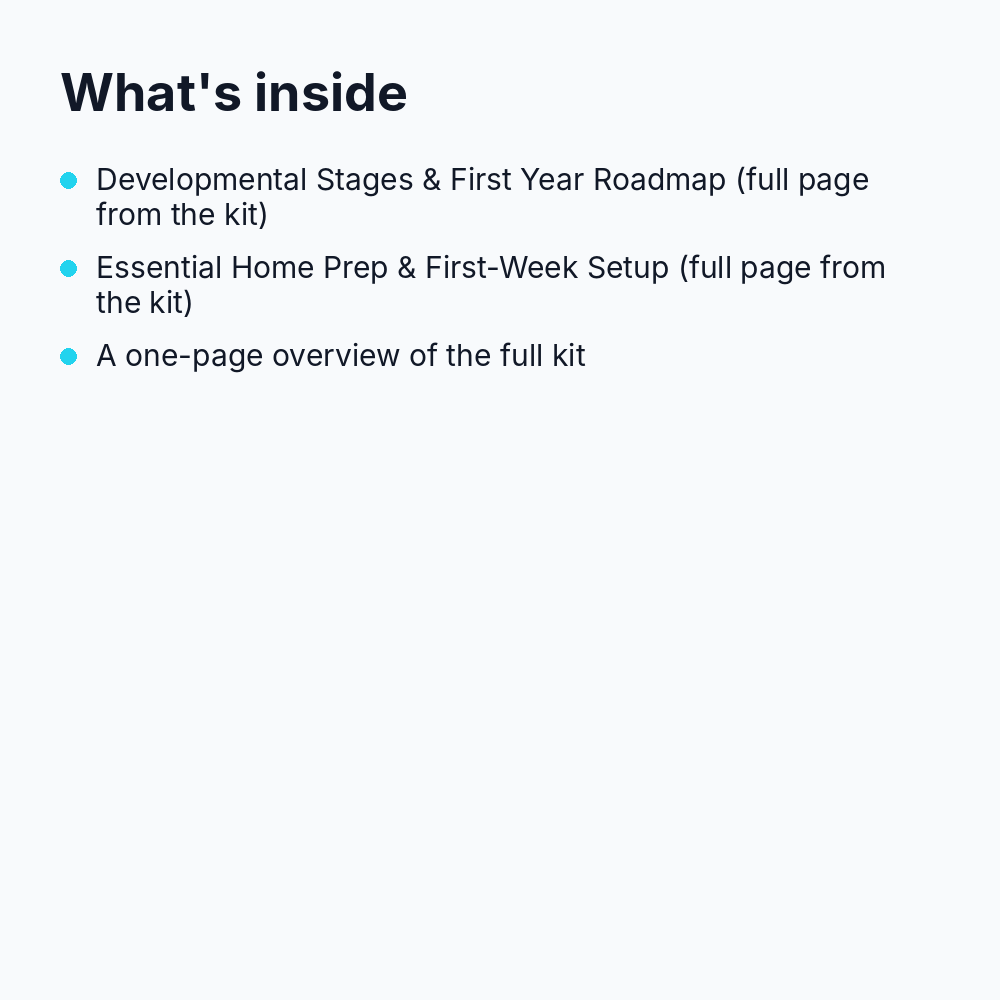 What's inside
Developmental Stages & First Year Roadmap (full page
from the kit)
Essential Home Prep & First-Week Setup (full page from
the kit)
A one-page overview of the full kit